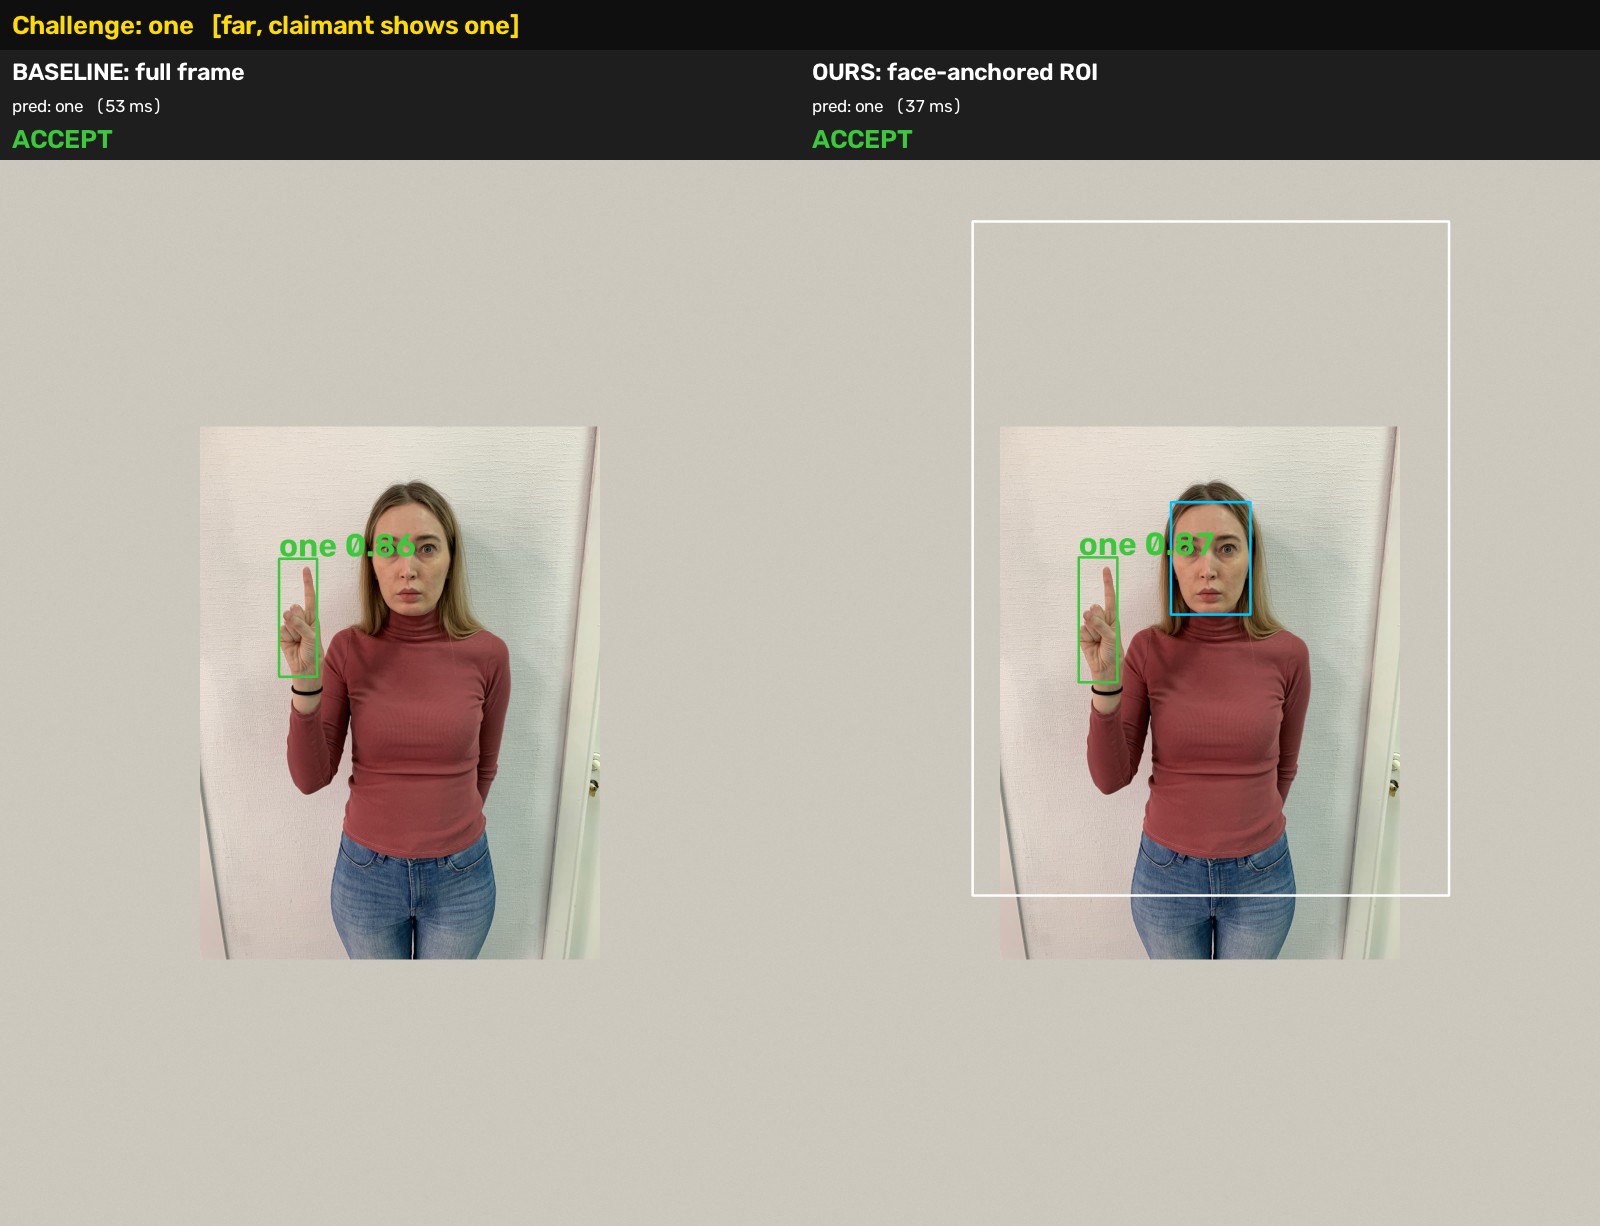 Challenge: one [far, claimant shows one]
BASELINE: full frame
pred: one (53 ms)
ACCEPT
OURS: face-anchored ROI
pred: one (37 ms)
ACCEPT
one 0.86
one 0.87